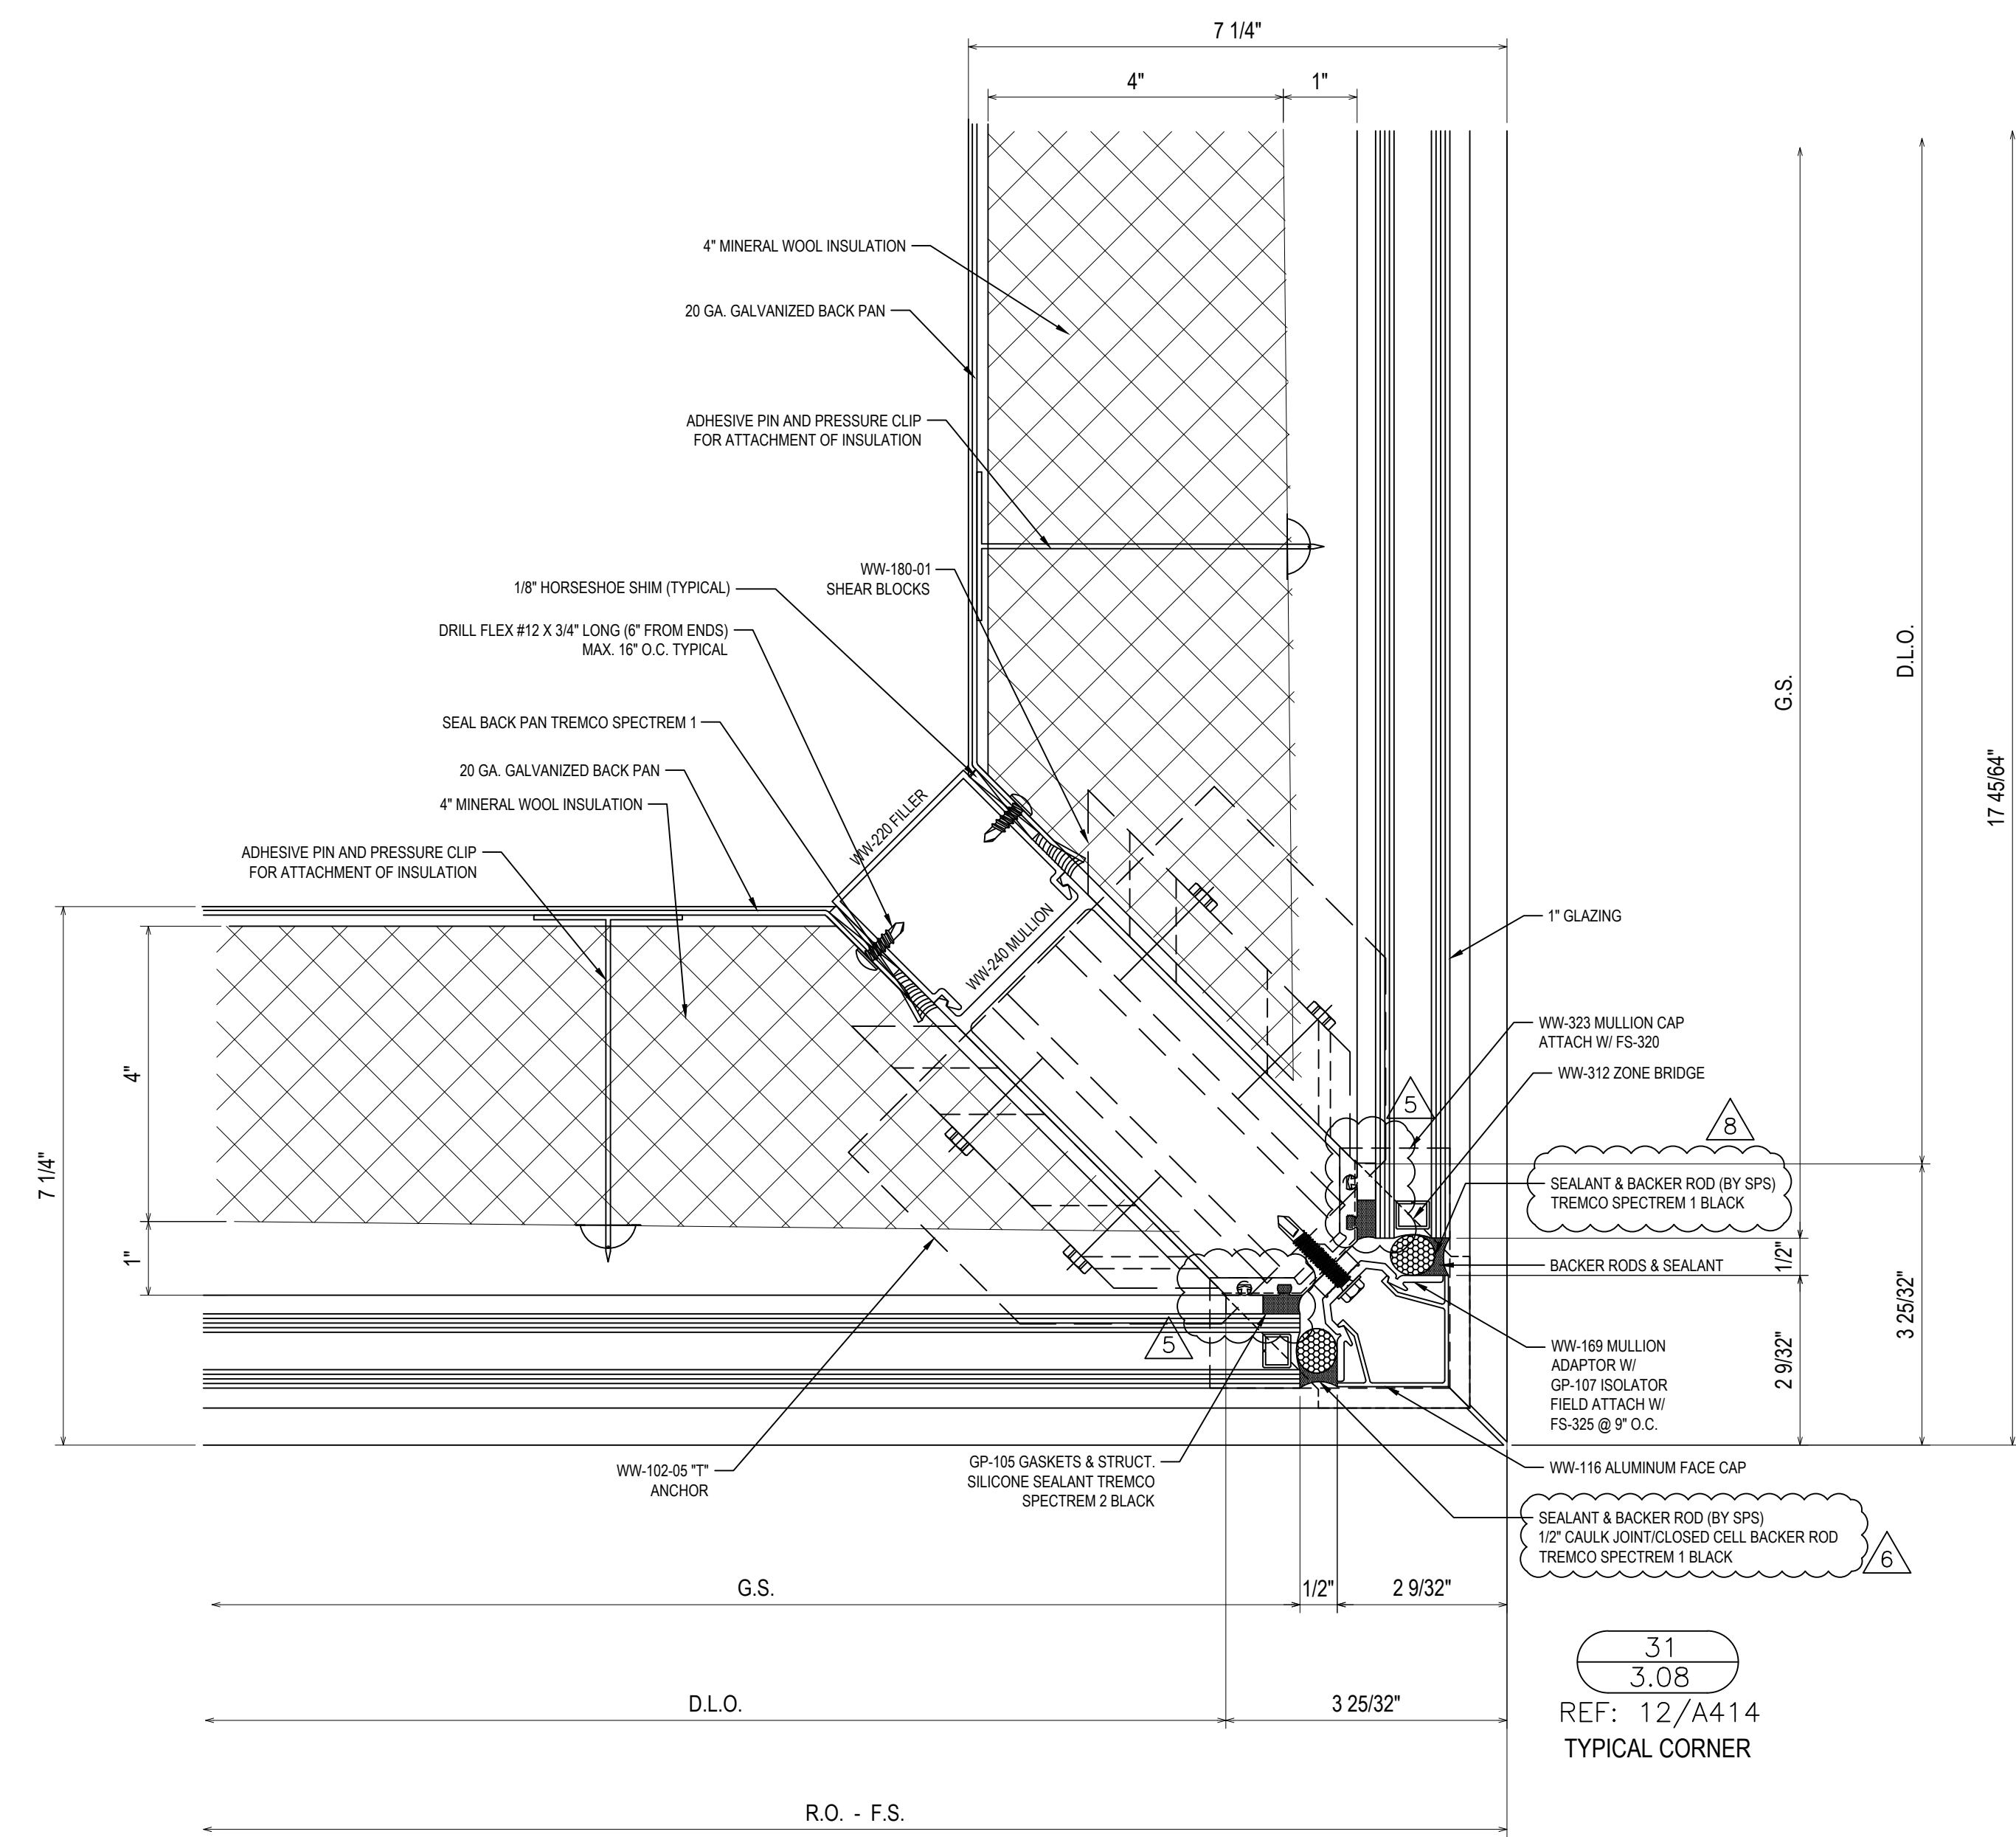 7 1/4"
4"
1"
4" MINERAL WOOL INSULATION
20 GA. GALVANIZED BACK PAN
ADHESIVE PIN AND PRESSURE CLIP
FOR ATTACHMENT OF INSULATION
WW-180-01
SHEAR BLOCKS
1/8" HORSESHOE SHIM (TYPICAL)
DRILL FLEX #12 X 3/4" LONG (6" FROM ENDS)
MAX. 16" O.C. TYPICAL
SEAL BACK PAN TREMCO SPECTREM 1
20 GA. GALVANIZED BACK PAN
4" MINERAL WOOL INSULATION
ADHESIVE PIN AND PRESSURE CLIP
FOR ATTACHMENT OF INSULATION
WW-220 FILLER
WW-240 MULLION
G.S.
D.L.O.
17 45/64"
1" GLAZING
WW-323 MULLION CAP
ATTACH W/ FS-320
WW-312 ZONE BRIDGE
5
8
SEALANT & BACKER ROD (BY SPS)
TREMCO SPECTREM 1 BLACK
BACKER RODS & SEALANT
1/2"
3 25/32"
2 9/32"
WW-169 MULLION
ADAPTOR W/
GP-107 ISOLATOR
FIELD ATTACH W/
FS-325 @ 9" O.C.
WW-116 ALUMINUM FACE CAP
SEALANT & BACKER ROD (BY SPS)
1/2" CAULK JOINT/CLOSED CELL BACKER ROD
TREMCO SPECTREM 1 BLACK
6
7 1/4"
4"
1"
5
WW-102-05 "T"
ANCHOR
GP-105 GASKETS & STRUCT.
SILICONE SEALANT TREMCO
SPECTREM 2 BLACK
G.S.
1/2"
2 9/32"
D.L.O.
3 25/32"
R.O. - F.S.
31
3.08
REF: 12/A414
TYPICAL CORNER